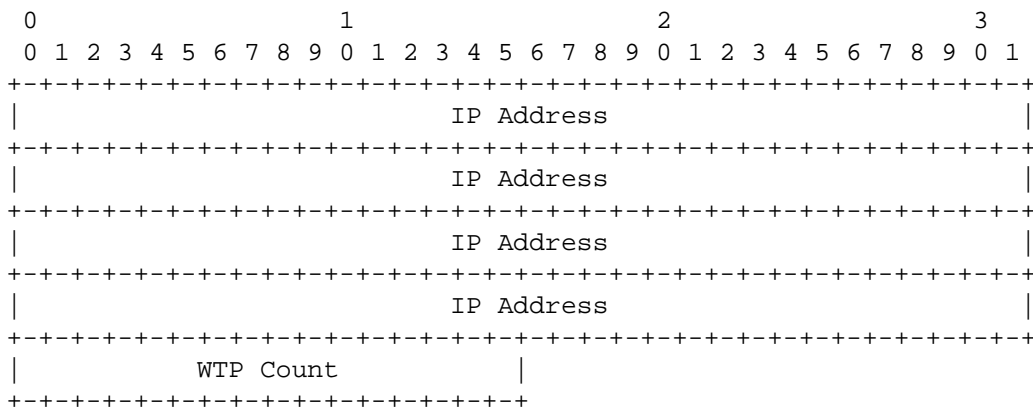 0                   1                   2                   3
 0 1 2 3 4 5 6 7 8 9 0 1 2 3 4 5 6 7 8 9 0 1 2 3 4 5 6 7 8 9 0 1
+-+-+-+-+-+-+-+-+-+-+-+-+-+-+-+-+-+-+-+-+-+-+-+-+-+-+-+-+-+-+-+-+
|                           IP Address                          |
+-+-+-+-+-+-+-+-+-+-+-+-+-+-+-+-+-+-+-+-+-+-+-+-+-+-+-+-+-+-+-+-+
|                           IP Address                          |
+-+-+-+-+-+-+-+-+-+-+-+-+-+-+-+-+-+-+-+-+-+-+-+-+-+-+-+-+-+-+-+-+
|                           IP Address                          |
+-+-+-+-+-+-+-+-+-+-+-+-+-+-+-+-+-+-+-+-+-+-+-+-+-+-+-+-+-+-+-+-+
|                           IP Address                          |
+-+-+-+-+-+-+-+-+-+-+-+-+-+-+-+-+-+-+-+-+-+-+-+-+-+-+-+-+-+-+-+-+
|           WTP Count           |
+-+-+-+-+-+-+-+-+-+-+-+-+-+-+-+-+